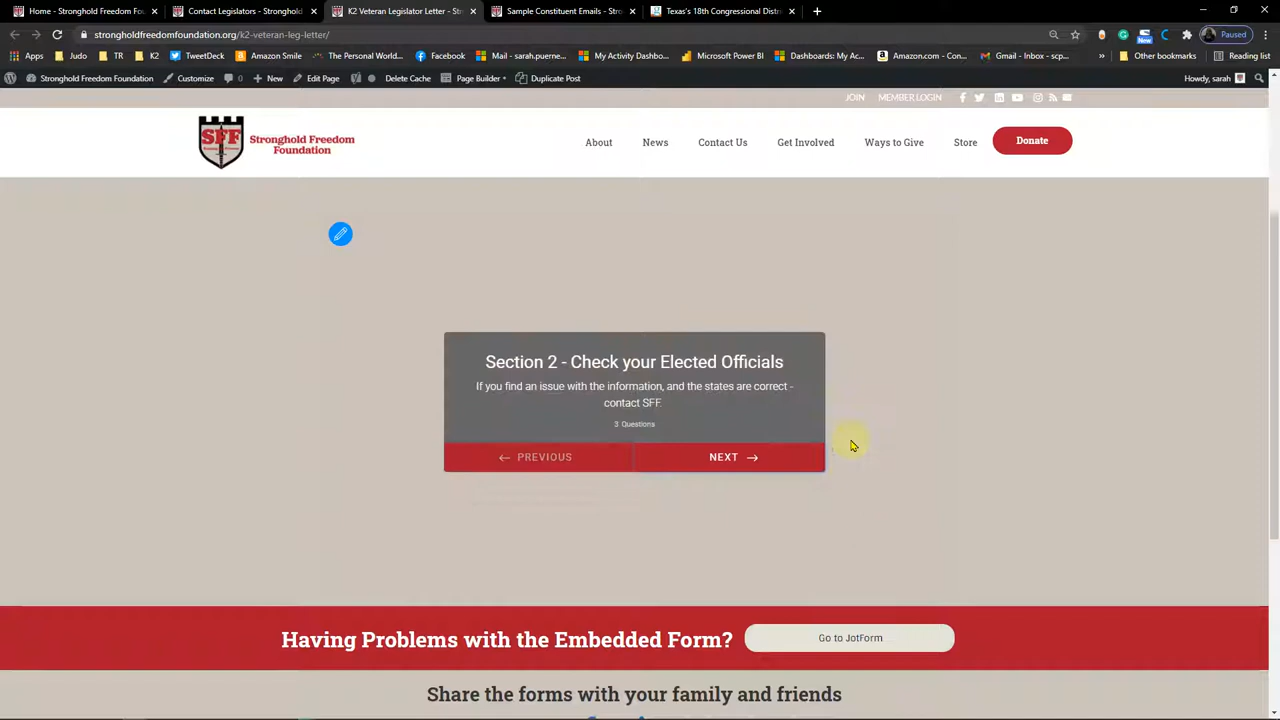 Home - Stronghold Freedom Fou
Contact Legislators - Stronghold
K2 Veteran Legislator Letter - Str
Sample Constituent Emails - Stro
Texas's 18th Congressional Distri
strongholdfreedomfoundation.org/k2-veteran-leg-letter/
New
Paused
Apps
Judo
TR
K2
TweetDeck
Amazon Smile
The Personal World...
Facebook
Mail - sarah.puerne...
My Activity Dashbo...
Microsoft Power BI
Dashboards: My Ac...
Amazon.com - Con...
Gmail - Inbox - scp...
Other bookmarks
Reading list
Stronghold Freedom Foundation
Customize
0
New
Edit Page
Delete Cache
Page Builder
Duplicate Post
Howdy, sarah
JOIN
MEMBER LOGIN
SFF
Stronghold Freedom
Foundation
About
News
Contact Us
Get Involved
Ways to Give
Store
Donate
Section 2 - Check your Elected Officials
If you find an issue with the information, and the states are correct -
contact SFF.
3 Questions
PREVIOUS
NEXT
Having Problems with the Embedded Form?
Go to JotForm
Share the forms with your family and friends